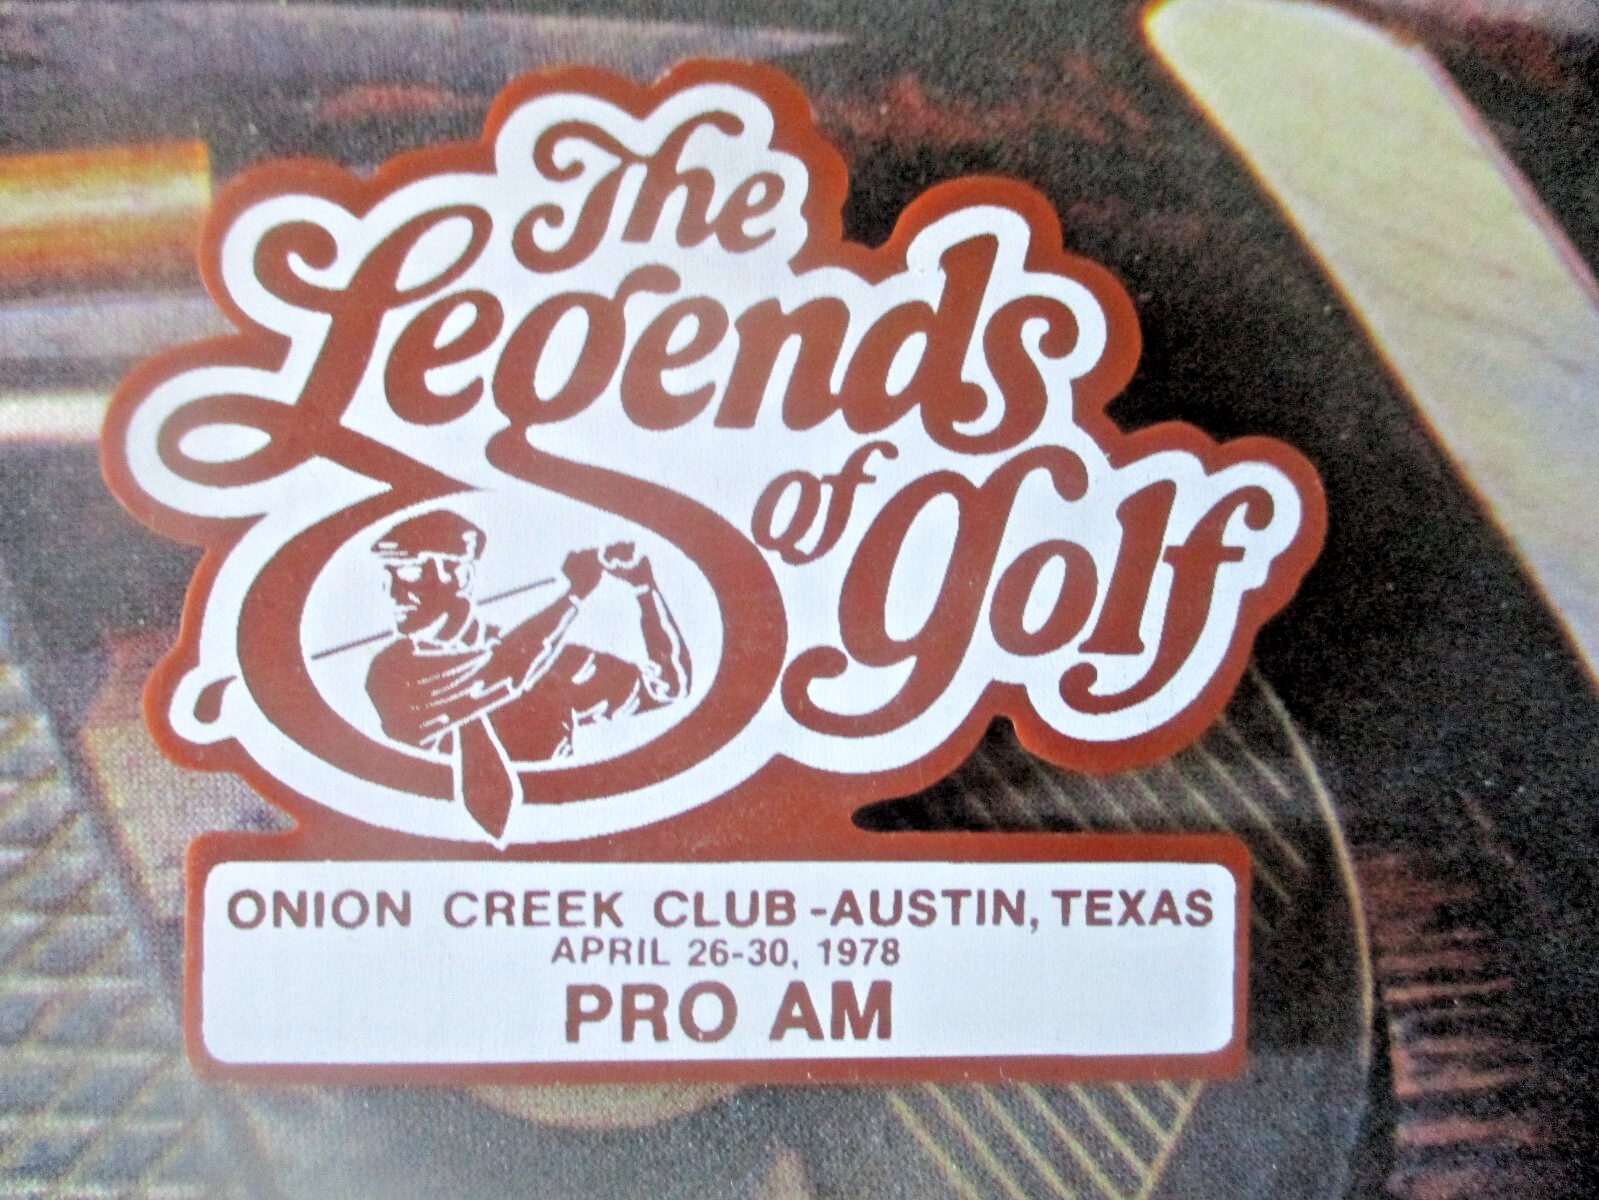 The
Legends
of Golf
ONION CREEK CLUB - AUSTIN, TEXAS
APRIL 26-30, 1978
PRO AM